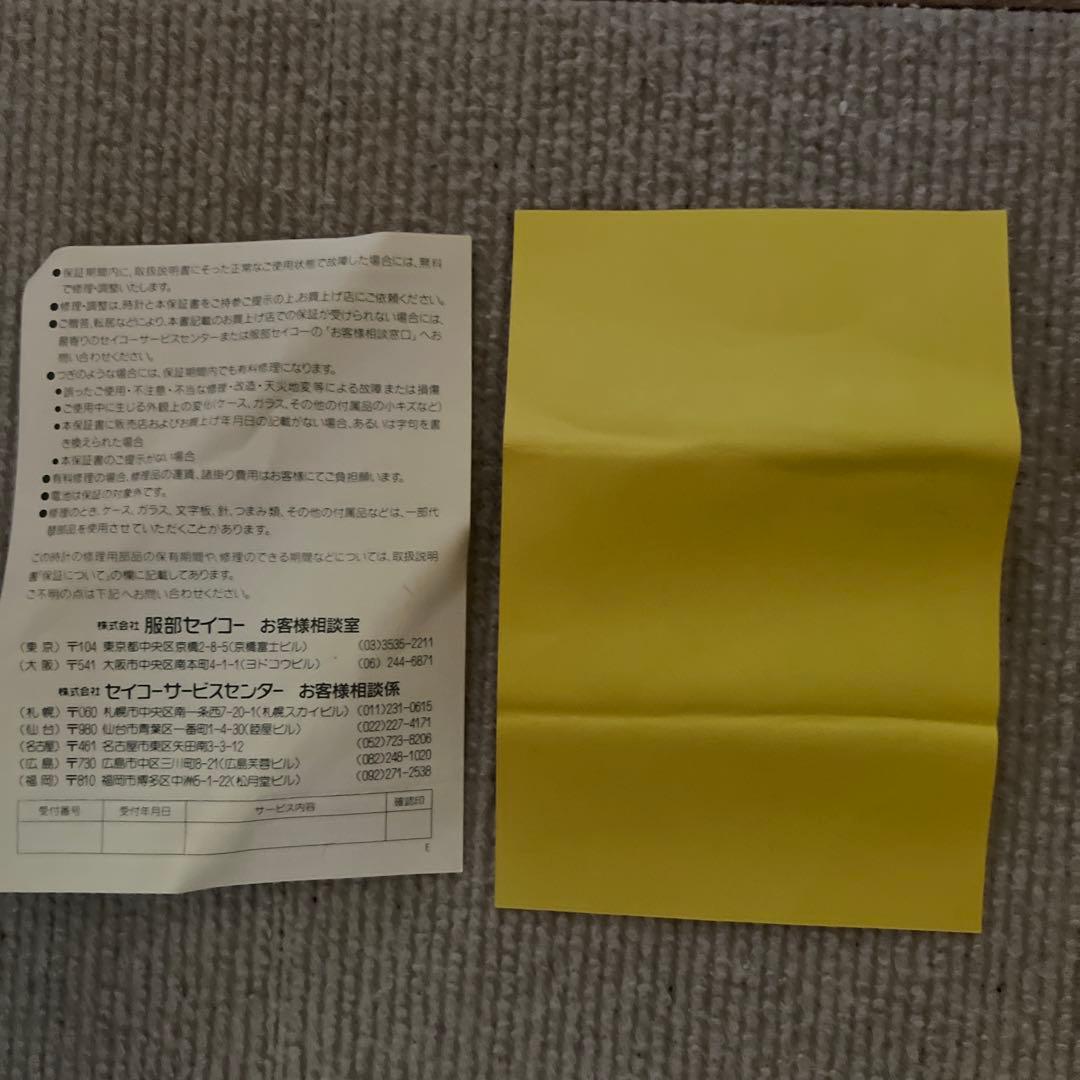 ●保証期間内に、取扱説明書にそった正常なご使用状態で故障した場合には、無料
で修理・調整いたします。
●修理・調整は、時計と本保証書をご持参ご提示の上、お買上げ店にご依頼ください。
●ご贈答、転居などにより、本書記載のお買上げ店での保証が受けられない場合には、
最寄りのセイコーサービスセンターまたは服部セイコーの「お客様相談窓口」へお
問い合わせください。
●つぎのような場合には、保証期間内でも有料修理になります。
●誤ったご使用・不注意・不当な修理・改造・天災地変等による故障または損傷
●ご使用中に生じる外観上の変化(ケース、ガラス、その他の付属品の小キズなど)
●本保証書に販売店およびお買上げ年月日の記載がない場合、あるいは字句を書
き換えられた場合
●本保証書のご提示がない場合
●有料修理の場合、修理品の運賃、諸掛り費用はお客様にてご負担願います。
●電池は保証の対象外です。
●修理のとき、ケース、ガラス、文字板、針、つまみ類、その他の付属品などは、一部代
替部品を使用させていただくことがあります。
この時計の修理用部品の保有期間や、修理のできる期間などについては、取扱説明
書「保証について」の欄に記載してあります。
ご不明の点は下記へお問い合わせください。
株式会社 服部セイコー お客様相談室
(東京) 〒104 東京都中央区京橋2-8-5(京橋富士ビル) (03)3535-2211
(大阪) 〒541 大阪市中央区南本町4-1-1(ヨドコウビル) (06) 244-6871
株式会社 セイコーサービスセンター お客様相談係
(札幌) 〒060 札幌市中央区南一条西7-20-1(札幌スカイビル) (011)231-0615
(仙台) 〒980 仙台市青葉区一番町1-4-30(睦屋ビル) (022)227-4171
(名古屋) 〒461 名古屋市東区矢田南3-3-12 (052)723-8206
(広島) 〒730 広島市中区三川町8-21(広島芙蓉ビル) (082)248-1020
(福岡) 〒810 福岡市博多区中洲5-1-22(松月堂ビル) (092)271-2538
受付番号 受付年月日 サービス内容 確認印
E